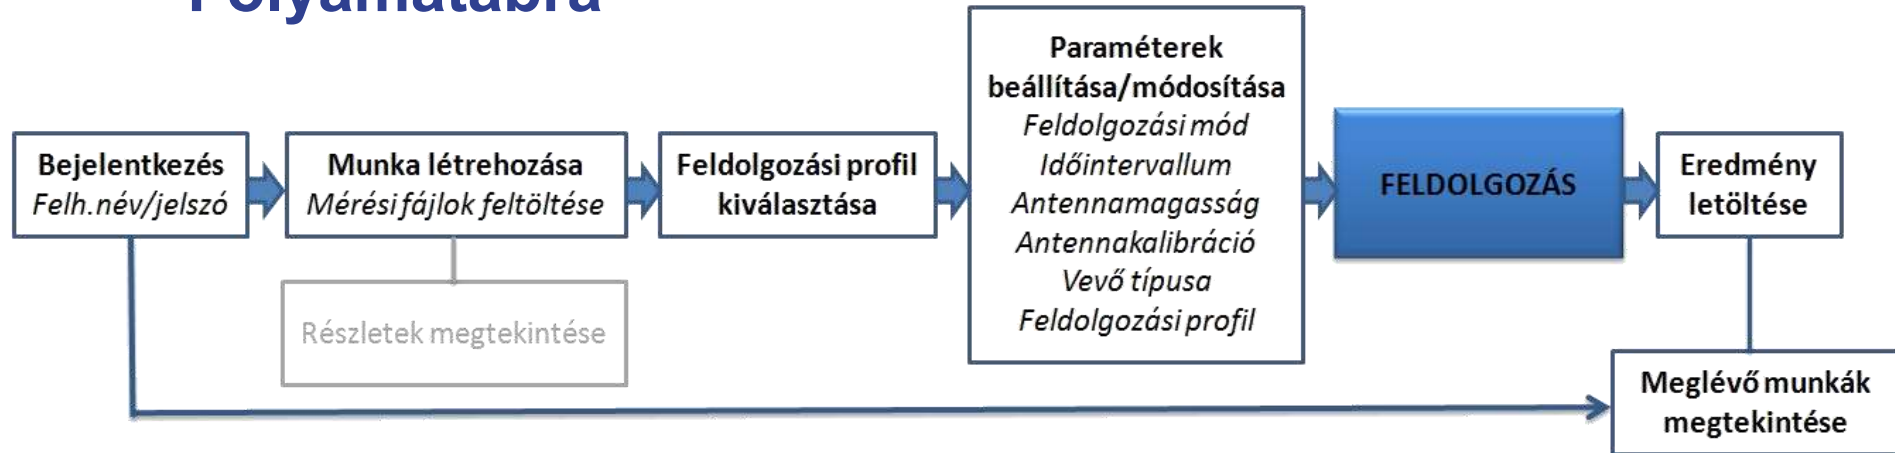 Folyamatábra
Bejelentkezés
Felh.név/jelszó
Munka létrehozása
Mérési fájlok feltöltése
Részletek megtekintése
Feldolgozási profil
kiválasztása
Paraméterek
beállítása/módosítása
Feldolgozási mód
Időintervallum
Antennamagasság
Antennakalibráció
Vevő típusa
Feldolgozási profil
FELDOLGOZÁS
Eredmény
letöltése
Meglévő munkák
megtekintése